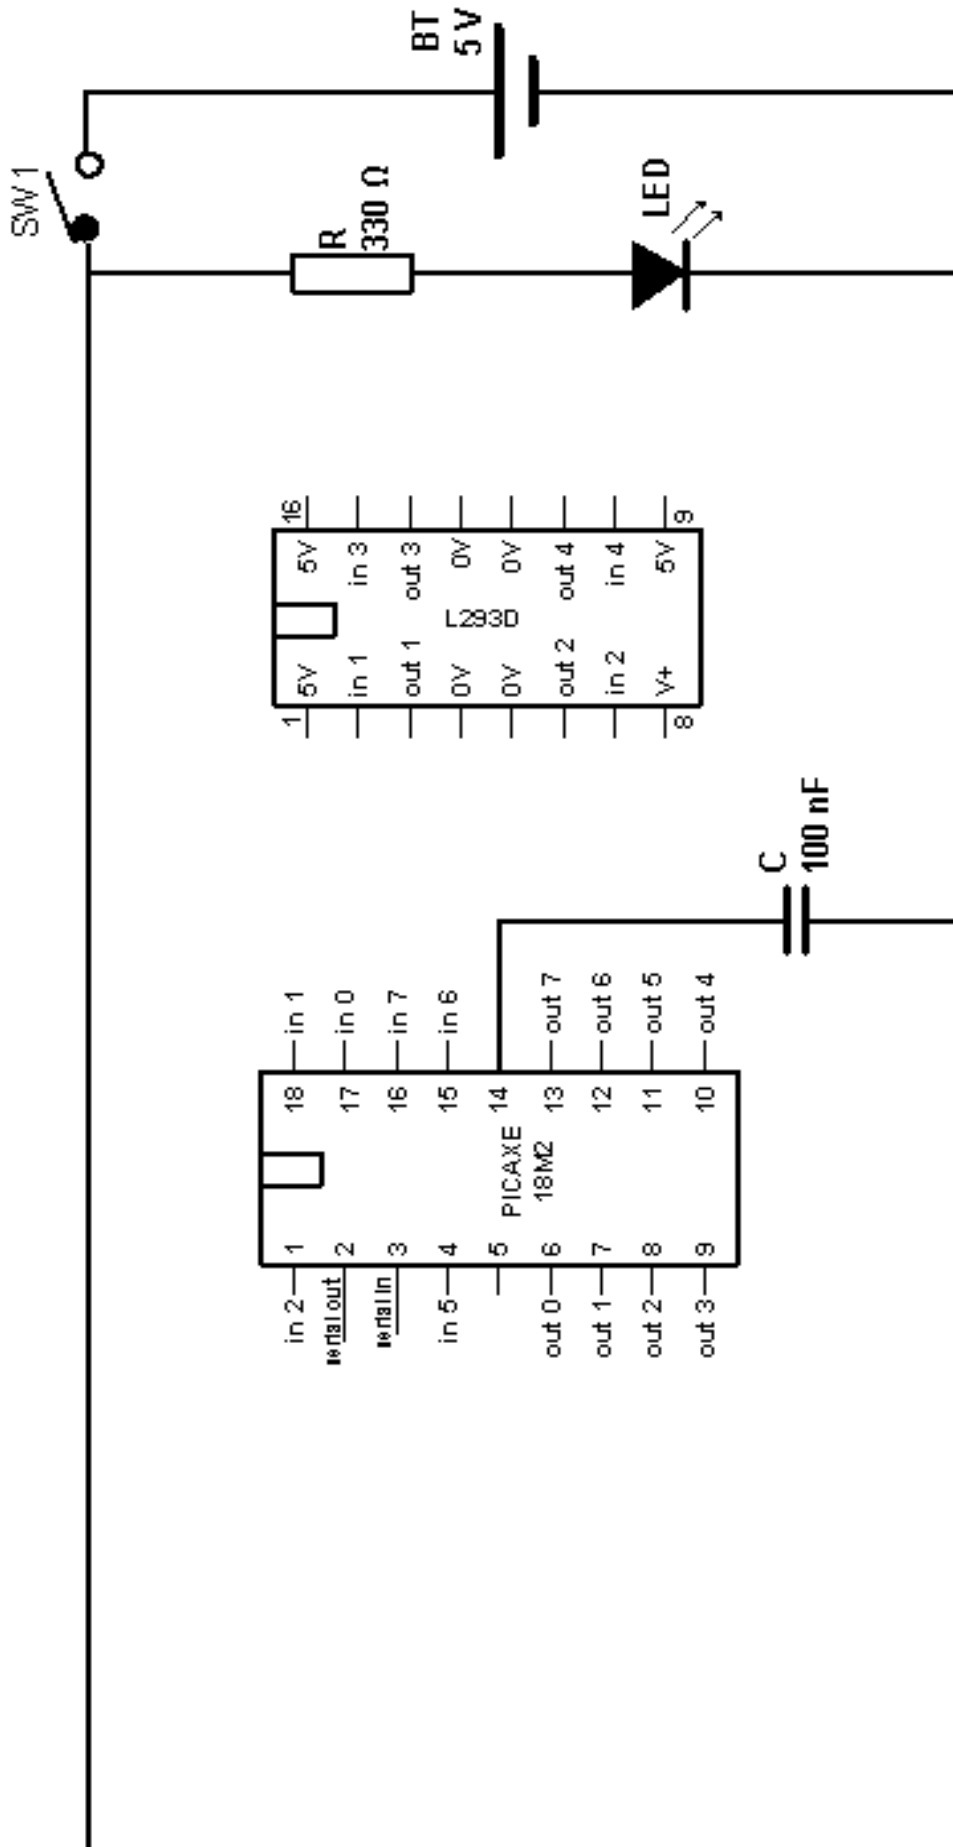 SW1
BT
5 V
R
330 Ω
LED
16
5V
in 3
out 3
0V
0V
out 4
in 4
5V
9
L293D
1
5V
in 1
out 1
0V
0V
out 2
in 2
V+
8
C
100 nF
in 1
in 0
in 7
in 6
out 7
out 6
out 5
out 4
18
17
16
15
14
13
12
11
10
PICAXE
18M2
1
2
3
4
5
6
7
8
9
in 2
serial out
serial in
in 5
out 0
out 1
out 2
out 3